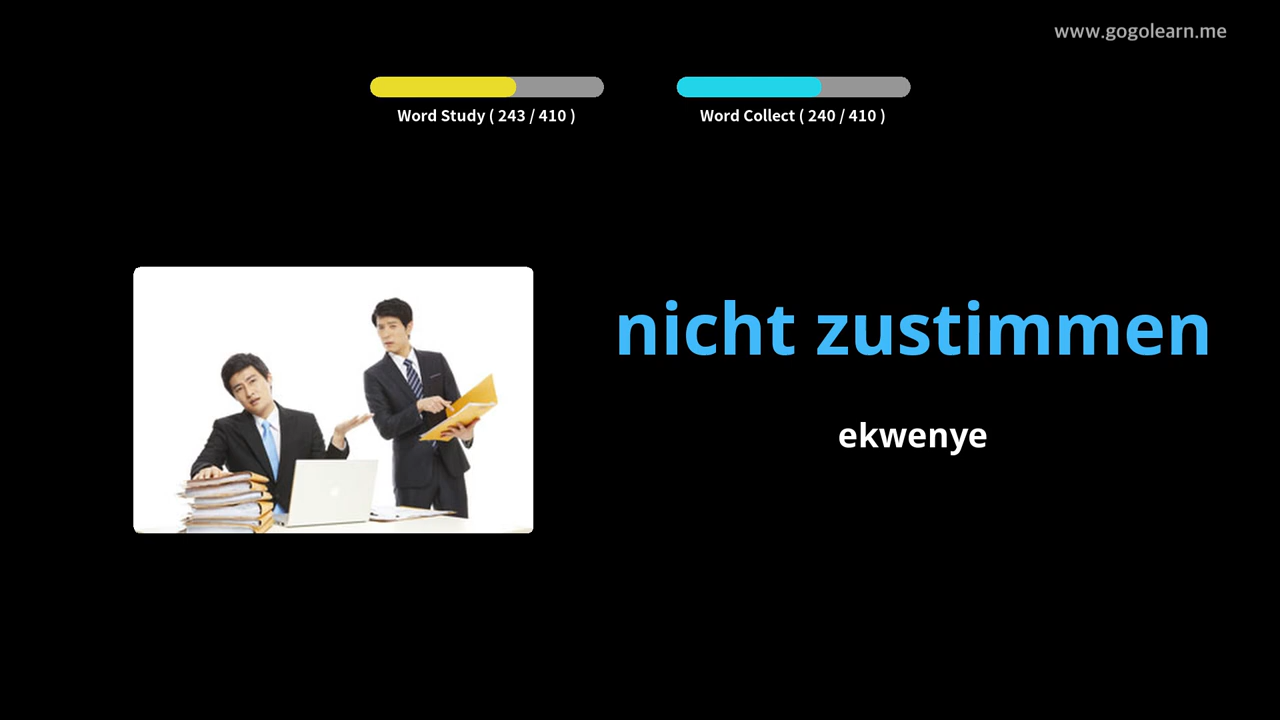 www.gogolearn.me
Word Study ( 243 / 410 )
Word Collect ( 240 / 410 )
nicht zustimmen
ekwenye